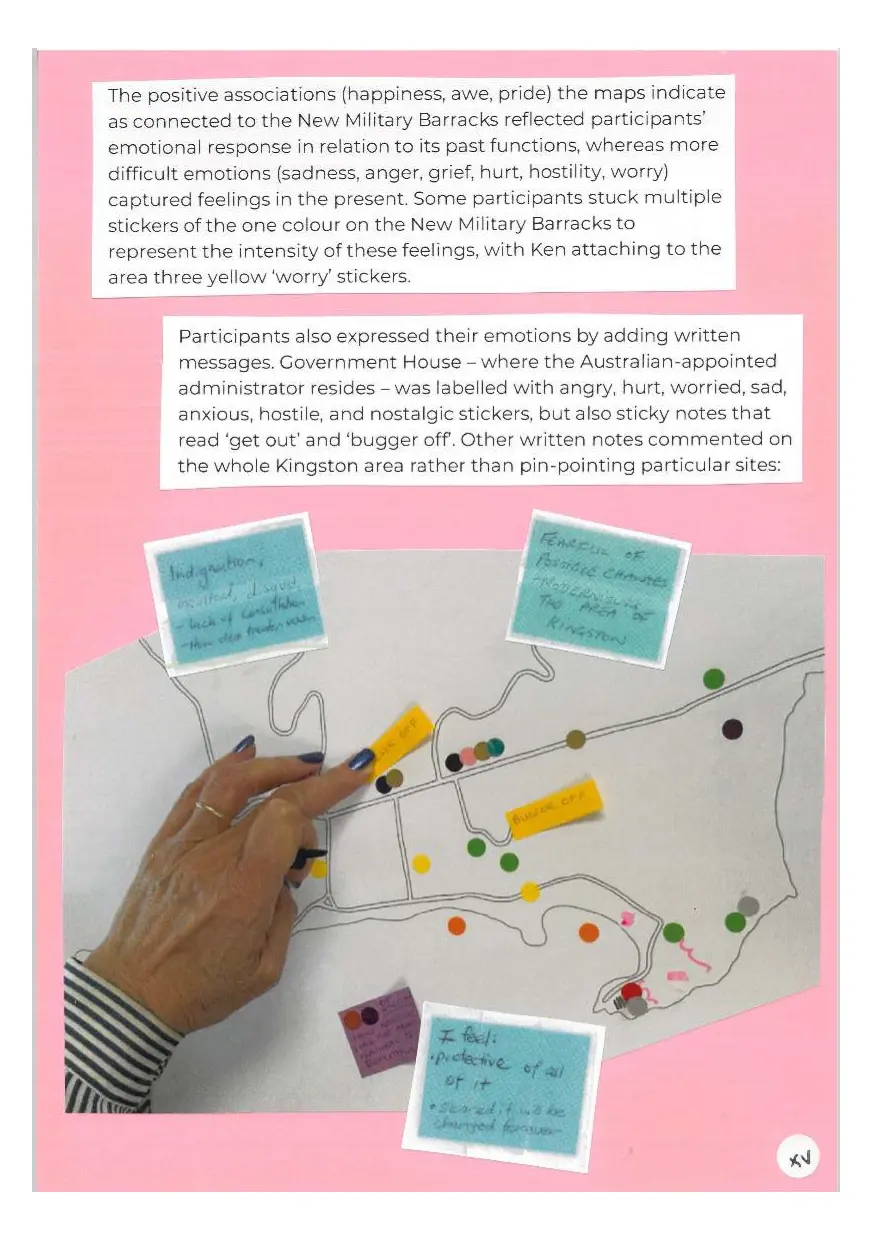 The positive associations (happiness, awe, pride) the maps indicate
as connected to the New Military Barracks reflected participants’
emotional response in relation to its past functions, whereas more
difficult emotions (sadness, anger, grief, hurt, hostility, worry)
captured feelings in the present. Some participants stuck multiple
stickers of the one colour on the New Military Barracks to
represent the intensity of these feelings, with Ken attaching to the
area three yellow ‘worry’ stickers.
Participants also expressed their emotions by adding written
messages. Government House – where the Australian-appointed
administrator resides – was labelled with angry, hurt, worried, sad,
anxious, hostile, and nostalgic stickers, but also sticky notes that
read ‘get out’ and ‘bugger off’. Other written notes commented on
the whole Kingston area rather than pin-pointing particular sites:
Indignation,
insulted, disgust,
- lack of consultation
FEARFUL OF
POSSIBLE CHANGES
- MODERNISING
THE AREA OF
KINGSTON
OFF
BUGGER OFF
I feel:
• protective of all
of it
• scared it will be
changed forever
XV